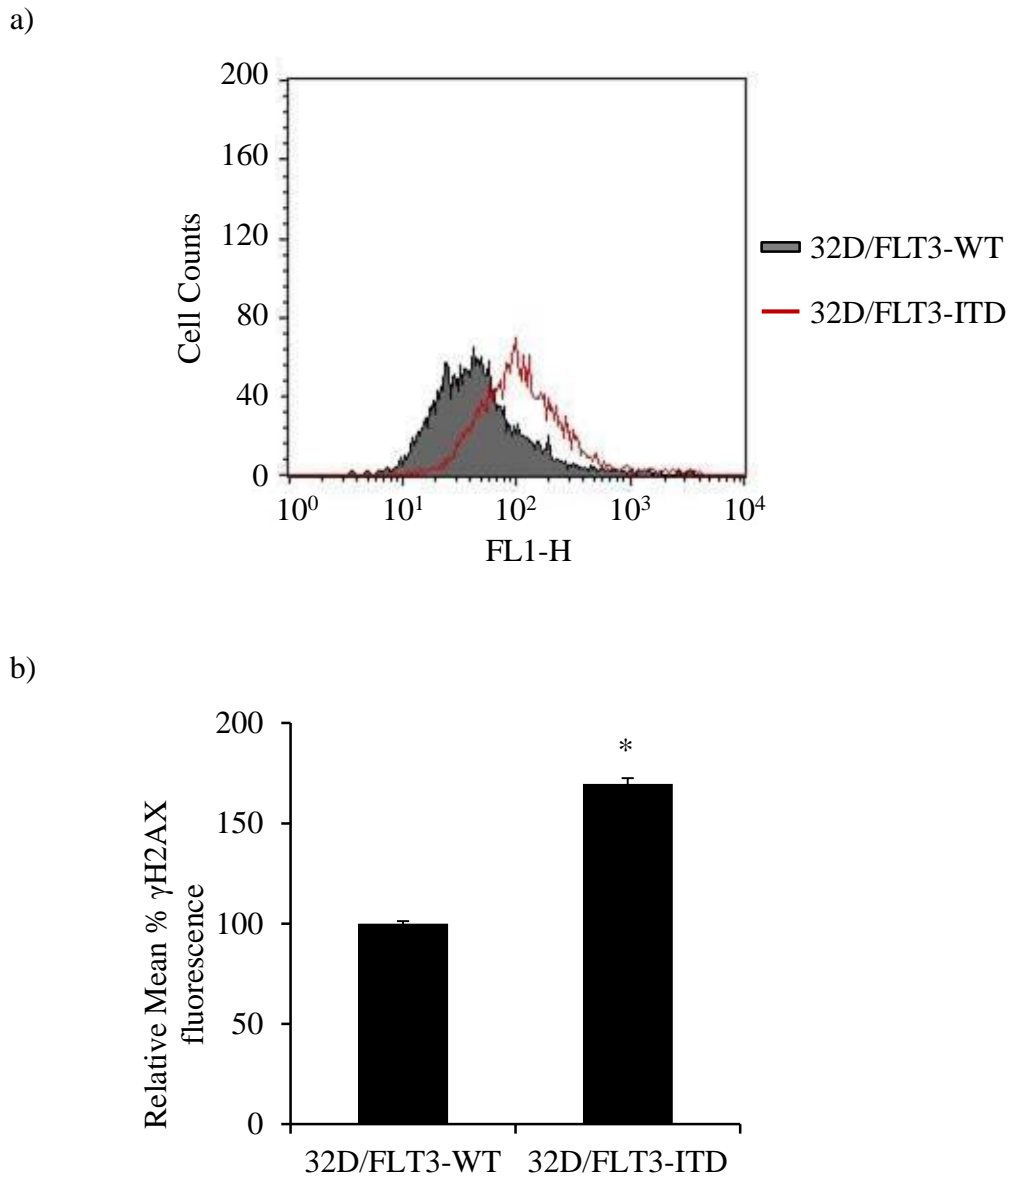 a)
200
160
120
80
40
0
Cell Counts
10⁰ 10¹ 10² 10³ 10⁴
FL1-H
32D/FLT3-WT
32D/FLT3-ITD
b)
200
150
100
50
0
Relative Mean % γH2AX
fluorescence
*
32D/FLT3-WT 32D/FLT3-ITD